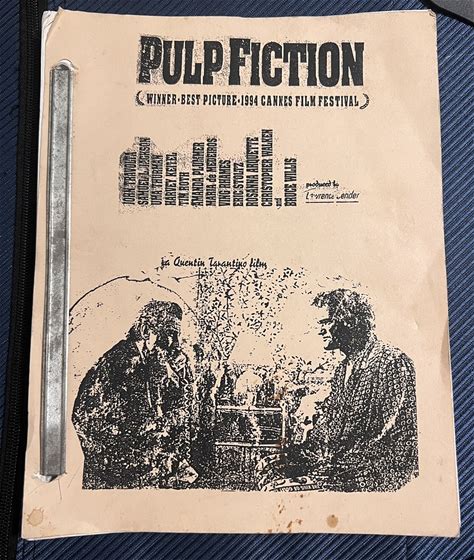 PULP FICTION
WINNER·BEST PICTURE·1994 CANNES FILM FESTIVAL
JOHN TRAVOLTA
SAMUEL L. JACKSON
UMA THURMAN
HARVEY KEITEL
TIM ROTH
AMANDA PLUMMER
MARIA de MEDEIROS
VING RHAMES
ERIC STOLTZ
ROSANNA ARQUETTE
CHRISTOPHER WALKEN
and
BRUCE WILLIS
produced by
Lawrence Bender
a Quentin Tarantino film